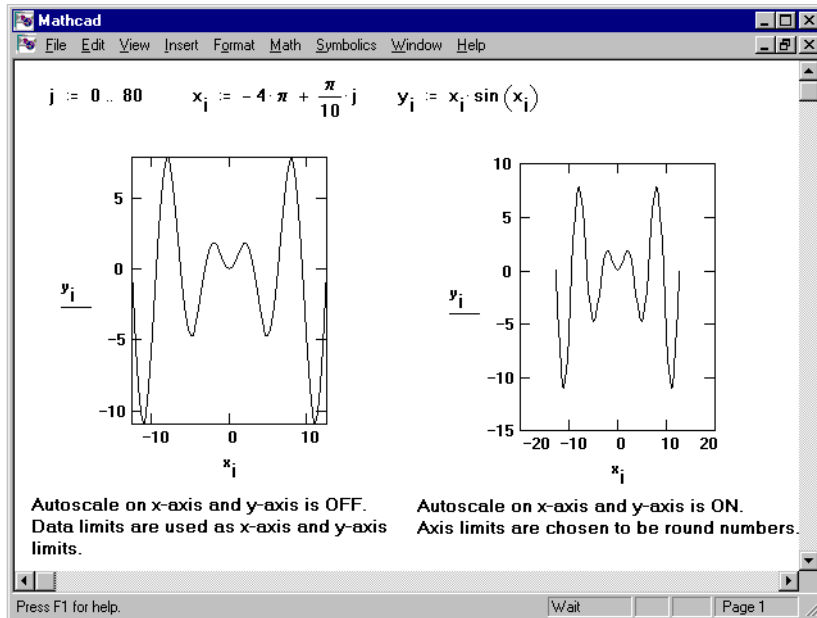 Mathcad
File Edit View Insert Format Math Symbolics Window Help
j := 0 .. 80 x_i := - 4 · π + π/10 · j y_i := x_i · sin(x_i)
5
0
-5
-10
y_i
-10 0 10
x_i
Autoscale on x-axis and y-axis is OFF.
Data limits are used as x-axis and y-axis
limits.
10
5
0
-5
-10
-15
y_i
-20 -10 0 10 20
x_i
Autoscale on x-axis and y-axis is ON.
Axis limits are chosen to be round numbers.
Press F1 for help. Wait Page 1